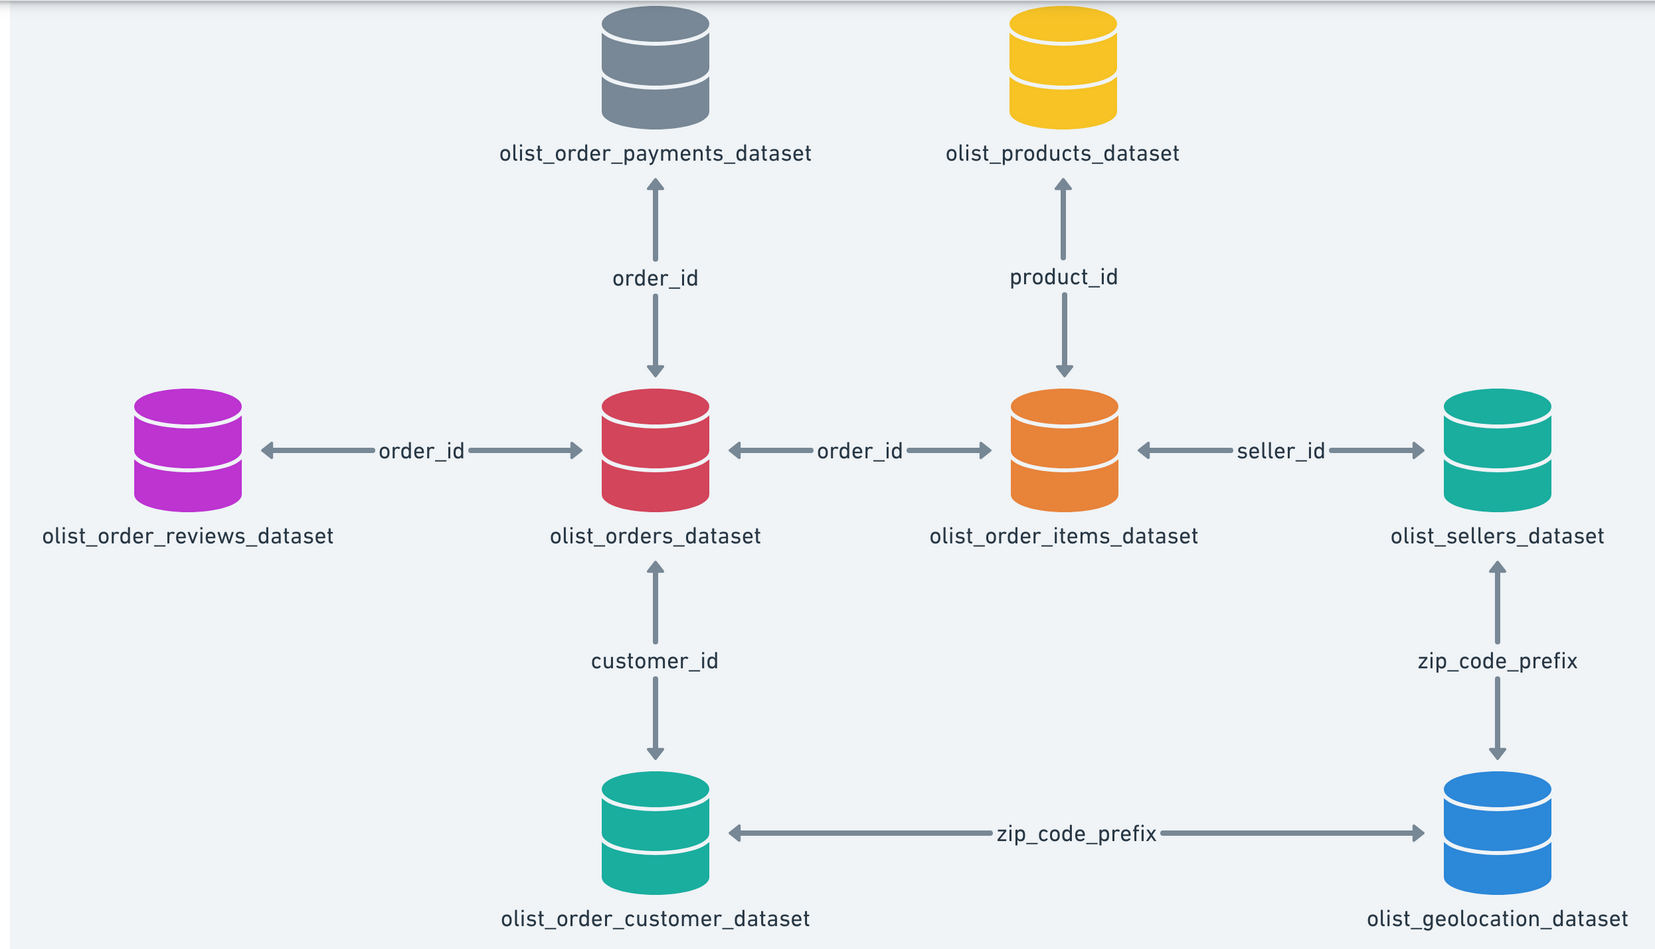 olist_order_payments_dataset
olist_products_dataset
order_id
product_id
order_id
order_id
seller_id
olist_order_reviews_dataset
olist_orders_dataset
olist_order_items_dataset
olist_sellers_dataset
customer_id
zip_code_prefix
zip_code_prefix
olist_order_customer_dataset
olist_geolocation_dataset